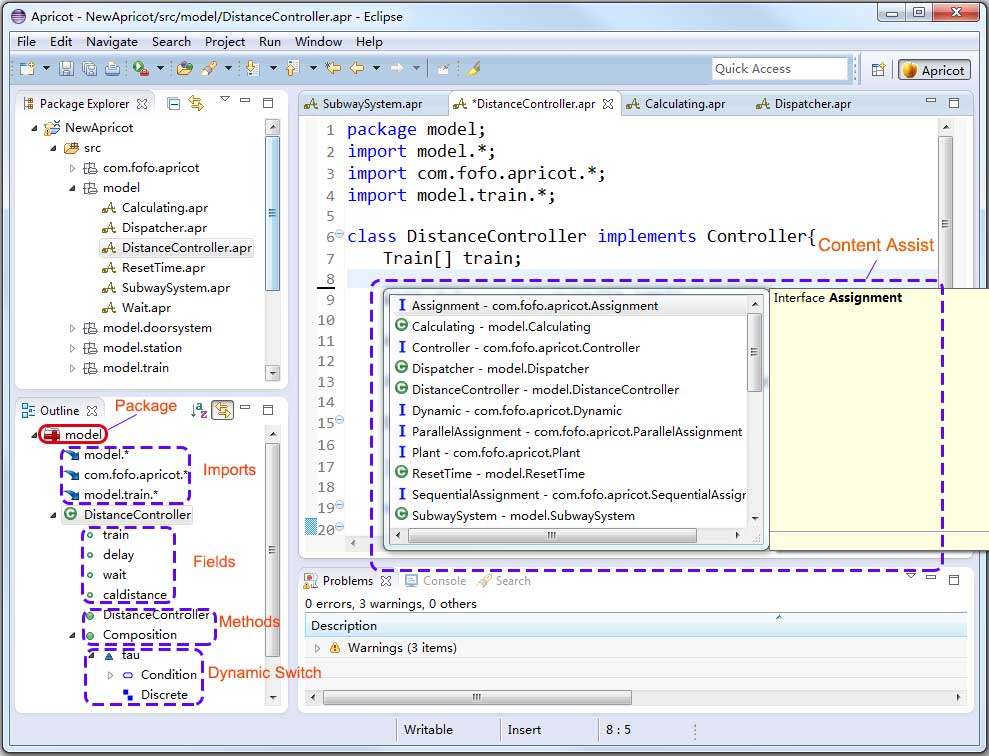 Apricot - NewApricot/src/model/DistanceController.apr - Eclipse
File Edit Navigate Search Project Run Window Help
Quick Access
Apricot
Package Explorer
NewApricot
src
com.fofo.apricot
model
Calculating.apr
Dispatcher.apr
DistanceController.apr
ResetTime.apr
SubwaySystem.apr
Wait.apr
model.doorsystem
model.station
model.train
SubwaySystem.apr *DistanceController.apr Calculating.apr Dispatcher.apr
1 package model;
2 import model.*;
3 import com.fofo.apricot.*;
4 import model.train.*;
5
6 class DistanceController implements Controller{
7 Train[] train;
8
9
10
11
12
13
14
15
16
17
18
19
20
Content Assist
Assignment - com.fofo.apricot.Assignment
Calculating - model.Calculating
Controller - com.fofo.apricot.Controller
Dispatcher - model.Dispatcher
DistanceController - model.DistanceController
Dynamic - com.fofo.apricot.Dynamic
ParallelAssignment - com.fofo.apricot.ParallelAssignment
Plant - com.fofo.apricot.Plant
ResetTime - model.ResetTime
SequentialAssignment - com.fofo.apricot.SequentialAssigr
SubwaySystem - model.SubwaySystem
Interface Assignment
Outline
Package
model
model.*
com.fofo.apricot.*
model.train.*
Imports
DistanceController
train
delay
wait
caldistance
Fields
DistanceController
Composition
Methods
tau
Condition
Discrete
Dynamic Switch
Problems Console Search
0 errors, 3 warnings, 0 others
Description
Warnings (3 items)
Writable Insert 8 : 5